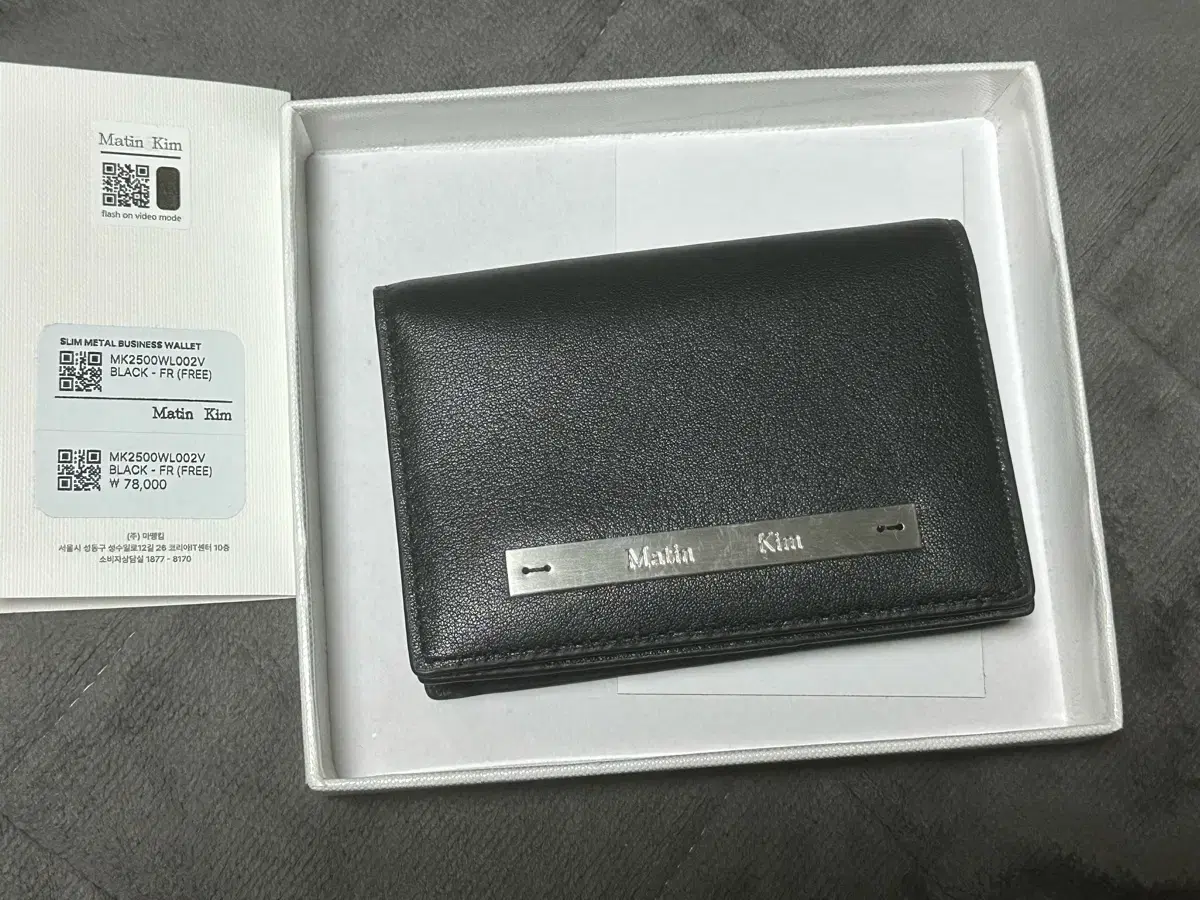 Matin Kim
flash on video mode
SLIM METAL BUSINESS WALLET
MK2500WL002V
BLACK - FR (FREE)
Matin Kim
MK2500WL002V
BLACK - FR (FREE)
₩ 78,000
(주) 마뗑킴
서울시 성동구 성수일로12길 26 코리아IT센터 10층
소비자상담실 1877 - 8170
Matin Kim